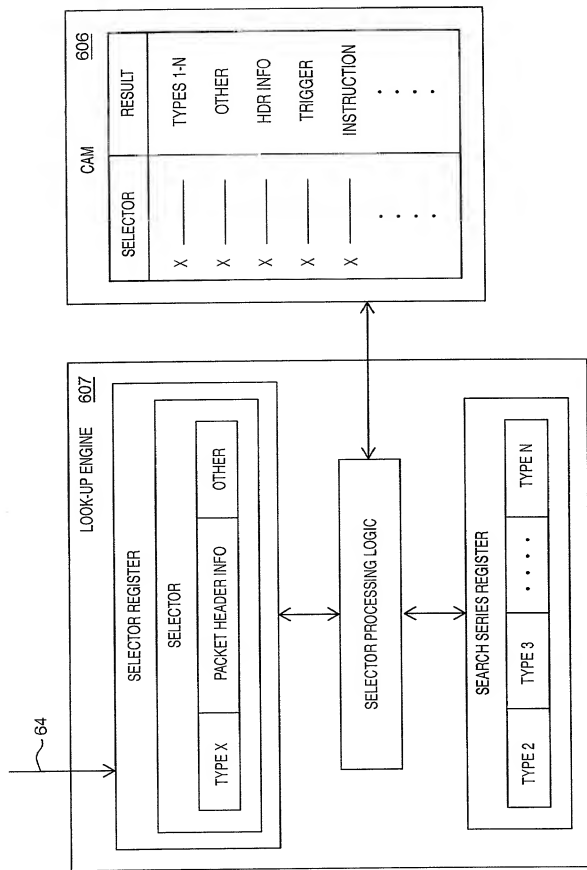 64
LOOK-UP ENGINE 607
SELECTOR REGISTER
SELECTOR
TYPE X PACKET HEADER INFO OTHER
SELECTOR PROCESSING LOGIC
SEARCH SERIES REGISTER
TYPE 2 TYPE 3 · · · · · TYPE N
CAM 606
SELECTOR RESULT
X TYPES 1-N
X OTHER
X HDR INFO
X TRIGGER
X INSTRUCTION
· · · · · · · ·